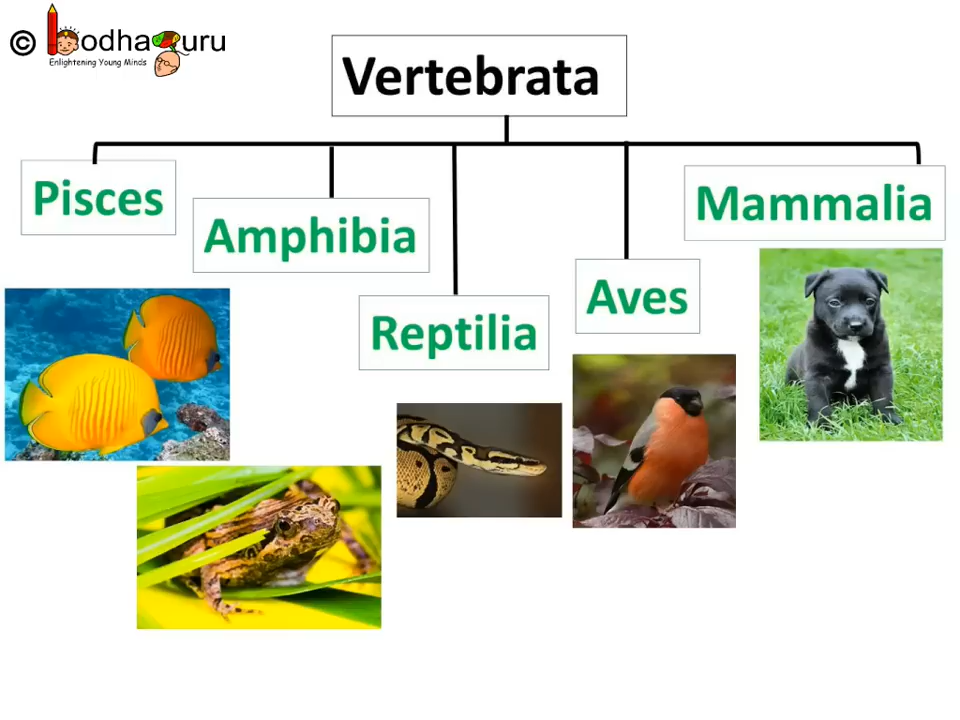 © BodhaGuru
Enlightening Young Minds
Vertebrata
Pisces
Amphibia
Reptilia
Aves
Mammalia